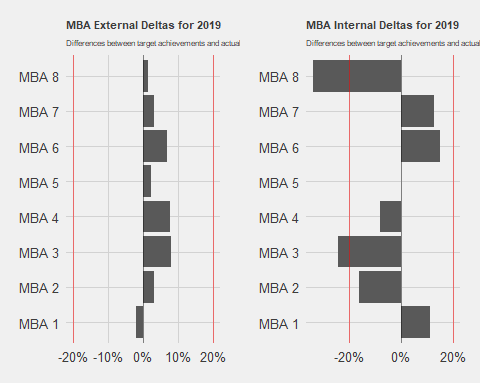 MBA External Deltas for 2019
Differences between target achievements and actual
MBA 8
MBA 7
MBA 6
MBA 5
MBA 4
MBA 3
MBA 2
MBA 1
-20% -10% 0% 10% 20%
MBA Internal Deltas for 2019
Differences between target achievements and actual
MBA 8
MBA 7
MBA 6
MBA 5
MBA 4
MBA 3
MBA 2
MBA 1
-20% 0% 20%